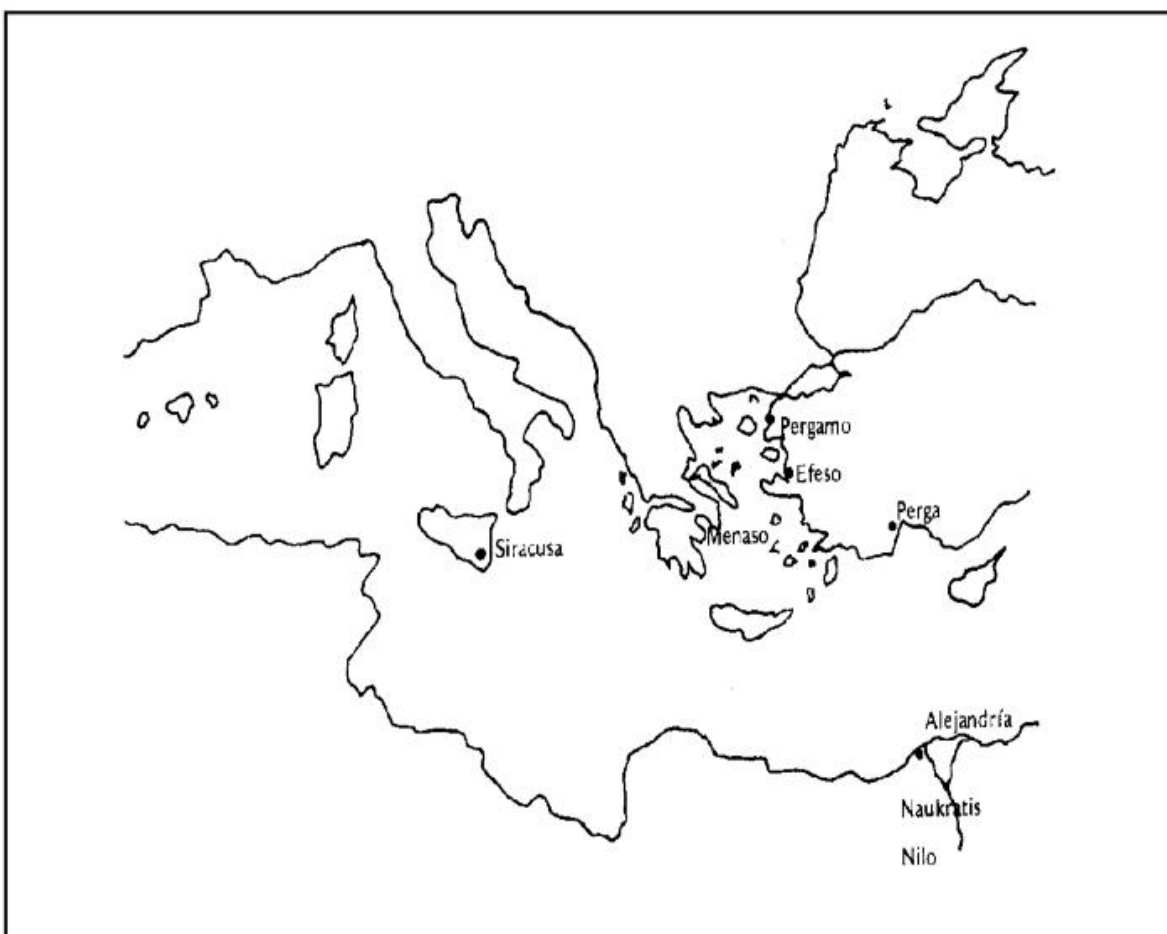 Pergamo
Efeso
Perga
Menaso
Siracusa
Alejandría
Naukratis
Nilo